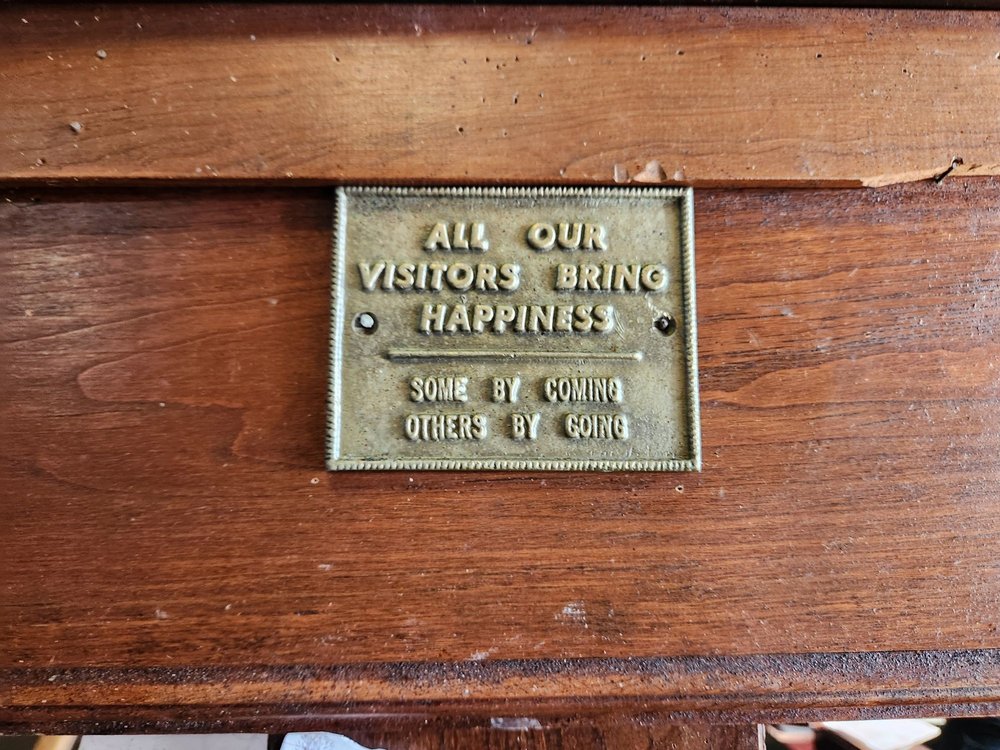 ALL OUR
VISITORS BRING
HAPPINESS
SOME BY COMING
OTHERS BY GOING